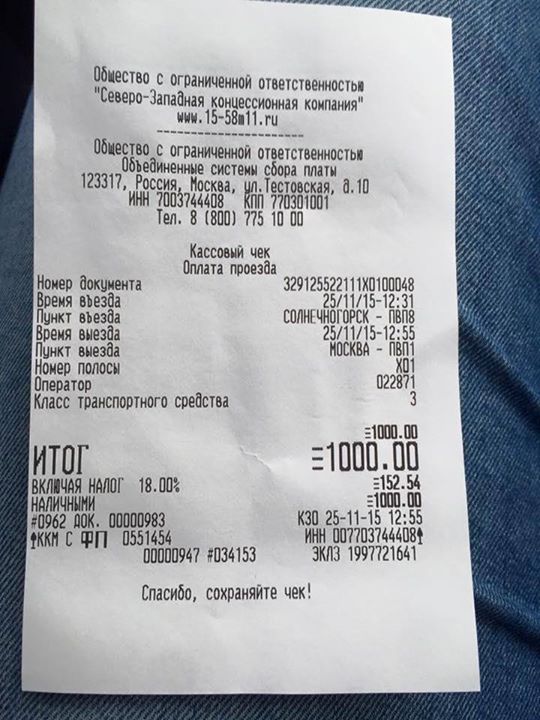 Общество с ограниченной ответственностью
"Северо-Западная концессионная компания"
www.15-58m11.ru
Общество с ограниченной ответственностью
Объединенные системы сбора платы
123317, Россия, Москва, ул.Тестовская, д.10
ИНН 7003744408 КПП 770301001
Тел. 8 (800) 775 10 00
Кассовый чек
Оплата проезда
Номер документа 329125522111X0100048
Время въезда 25/11/15-12:31
Пункт въезда СОЛНЕЧНОГОРСК - ПВП8
Время выезда 25/11/15-12:55
Пункт выезда МОСКВА - ПВП1
Номер полосы X01
Оператор 022871
Класс транспортного средства 3
≡1000.00
ИТОГ ≡1000.00
ВКЛЮЧАЯ НАЛОГ 18.00% ≡152.54
НАЛИЧНЫМИ ≡1000.00
#0962 ДОК. 00000983 К30 25-11-15 12:55
ККМ С ФП 0551454 ИНН 007703744408
00000947 #034153 ЭКЛЗ 1997721641
Спасибо, сохраняйте чек!